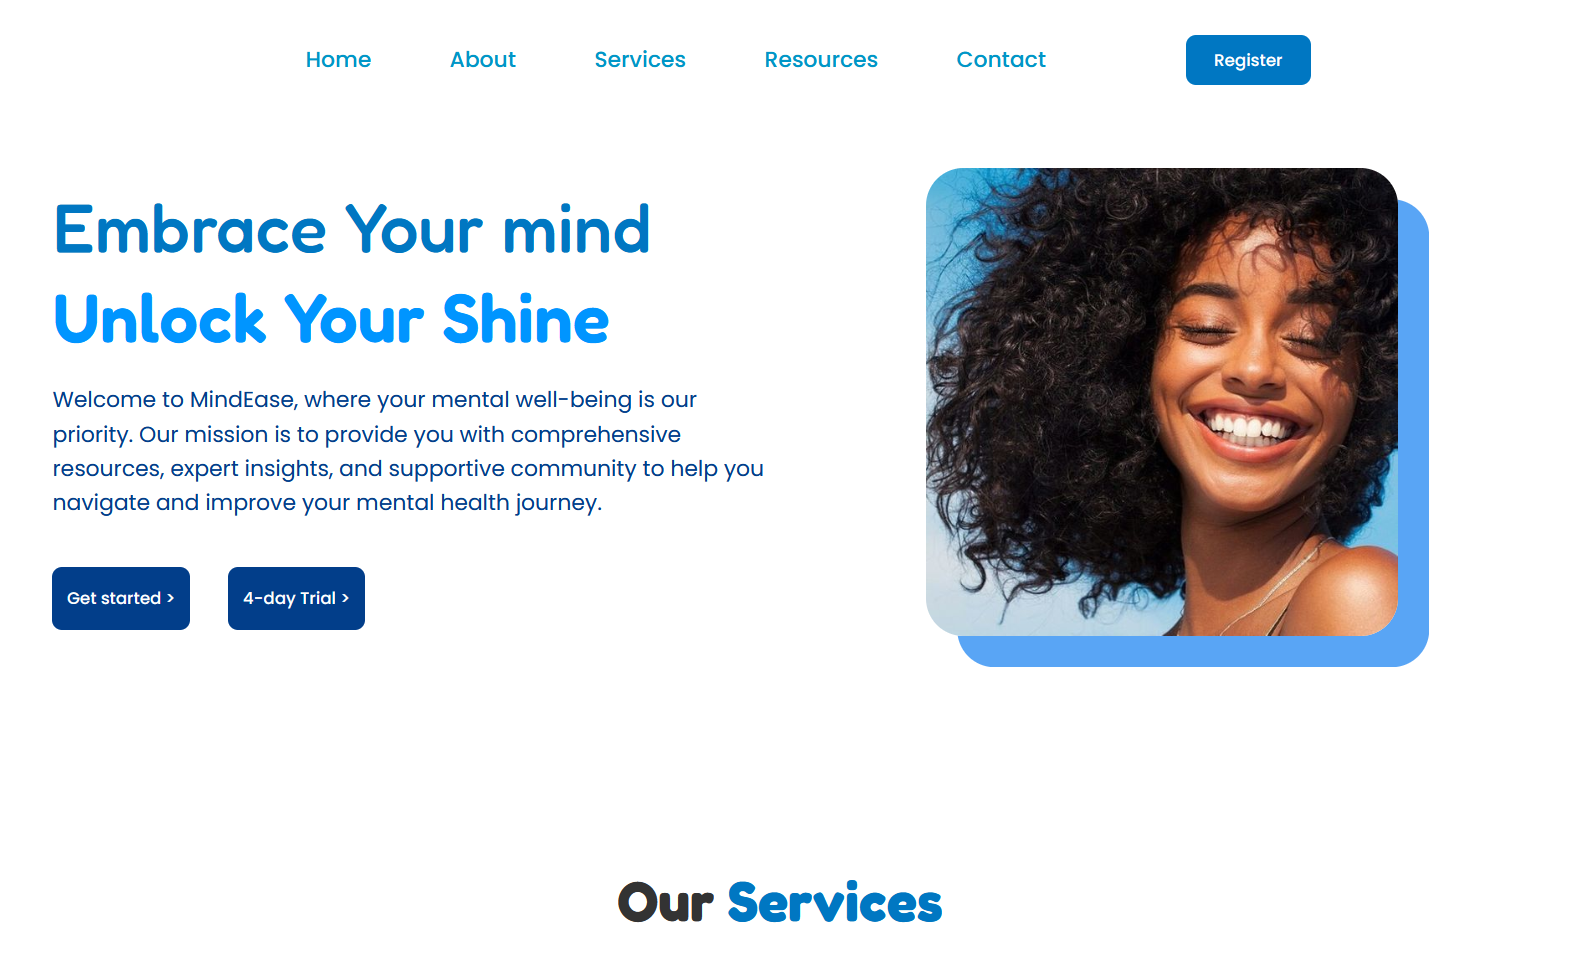 Home About Services Resources Contact Register
Embrace Your mind
Unlock Your Shine
Welcome to MindEase, where your mental well-being is our
priority. Our mission is to provide you with comprehensive
resources, expert insights, and supportive community to help you
navigate and improve your mental health journey.
Get started > 4-day Trial >
Our Services